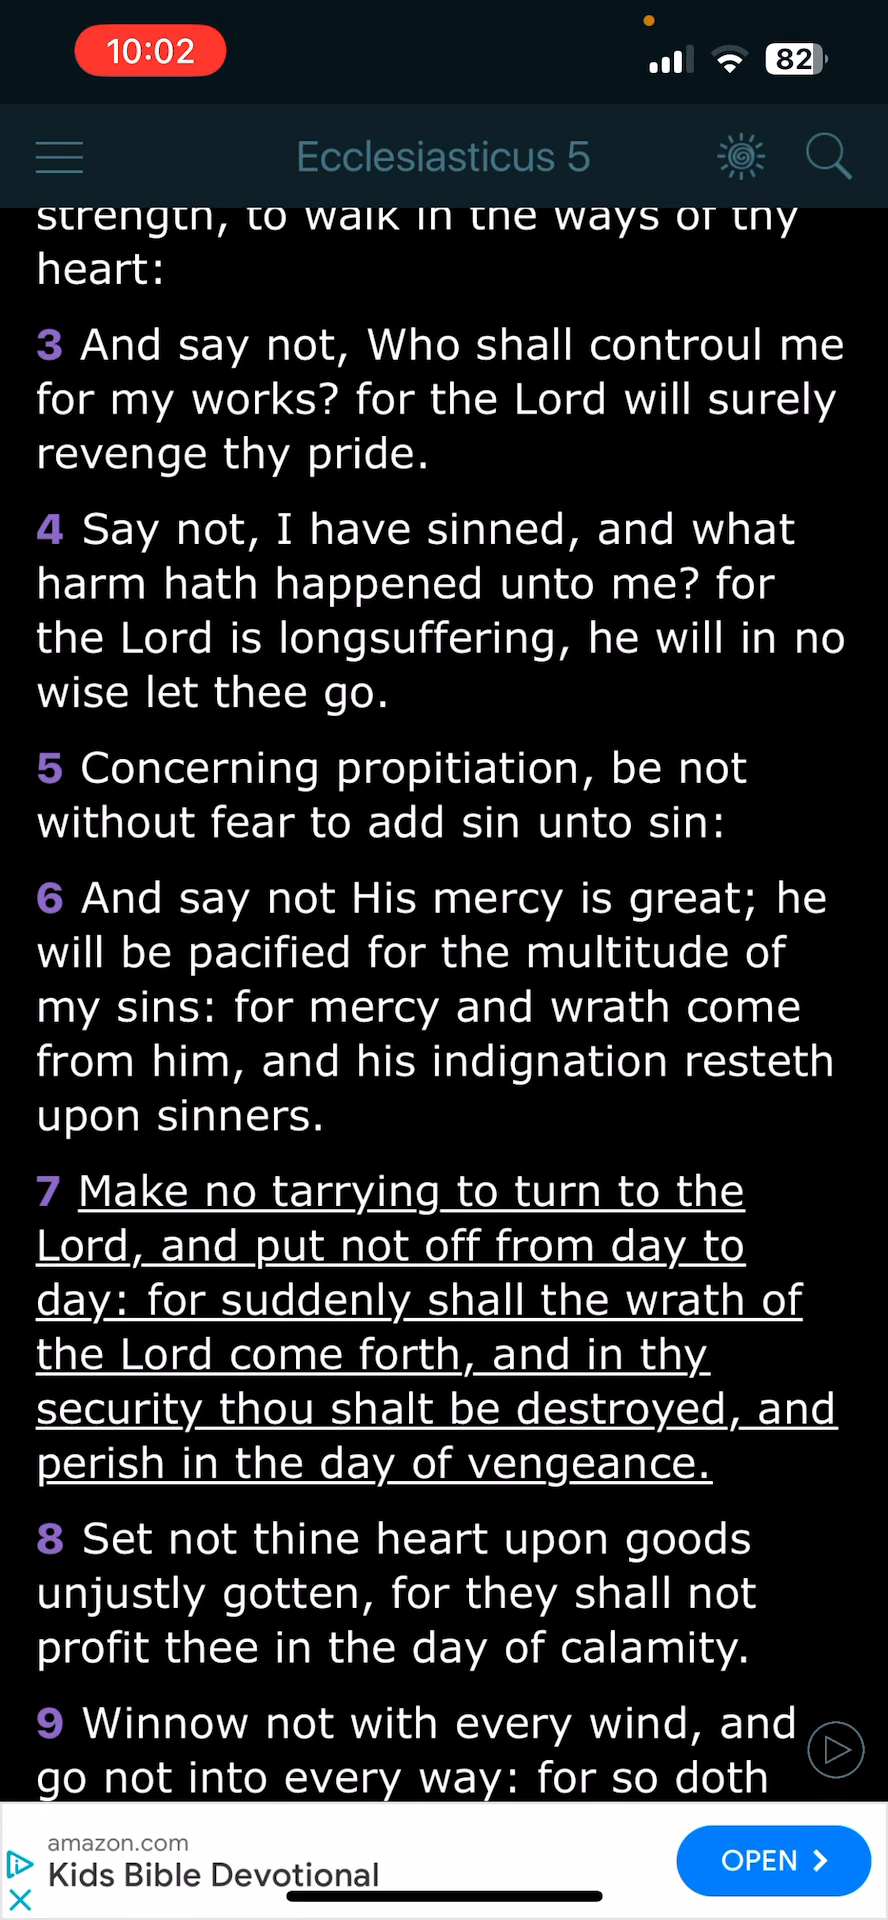 10:02
82
Ecclesiasticus 5
strength, to walk in the ways of thy
heart:
3 And say not, Who shall controul me
for my works? for the Lord will surely
revenge thy pride.
4 Say not, I have sinned, and what
harm hath happened unto me? for
the Lord is longsuffering, he will in no
wise let thee go.
5 Concerning propitiation, be not
without fear to add sin unto sin:
6 And say not His mercy is great; he
will be pacified for the multitude of
my sins: for mercy and wrath come
from him, and his indignation resteth
upon sinners.
7 Make no tarrying to turn to the
Lord, and put not off from day to
day: for suddenly shall the wrath of
the Lord come forth, and in thy
security thou shalt be destroyed, and
perish in the day of vengeance.
8 Set not thine heart upon goods
unjustly gotten, for they shall not
profit thee in the day of calamity.
9 Winnow not with every wind, and
go not into every way: for so doth
amazon.com
Kids Bible Devotional
OPEN